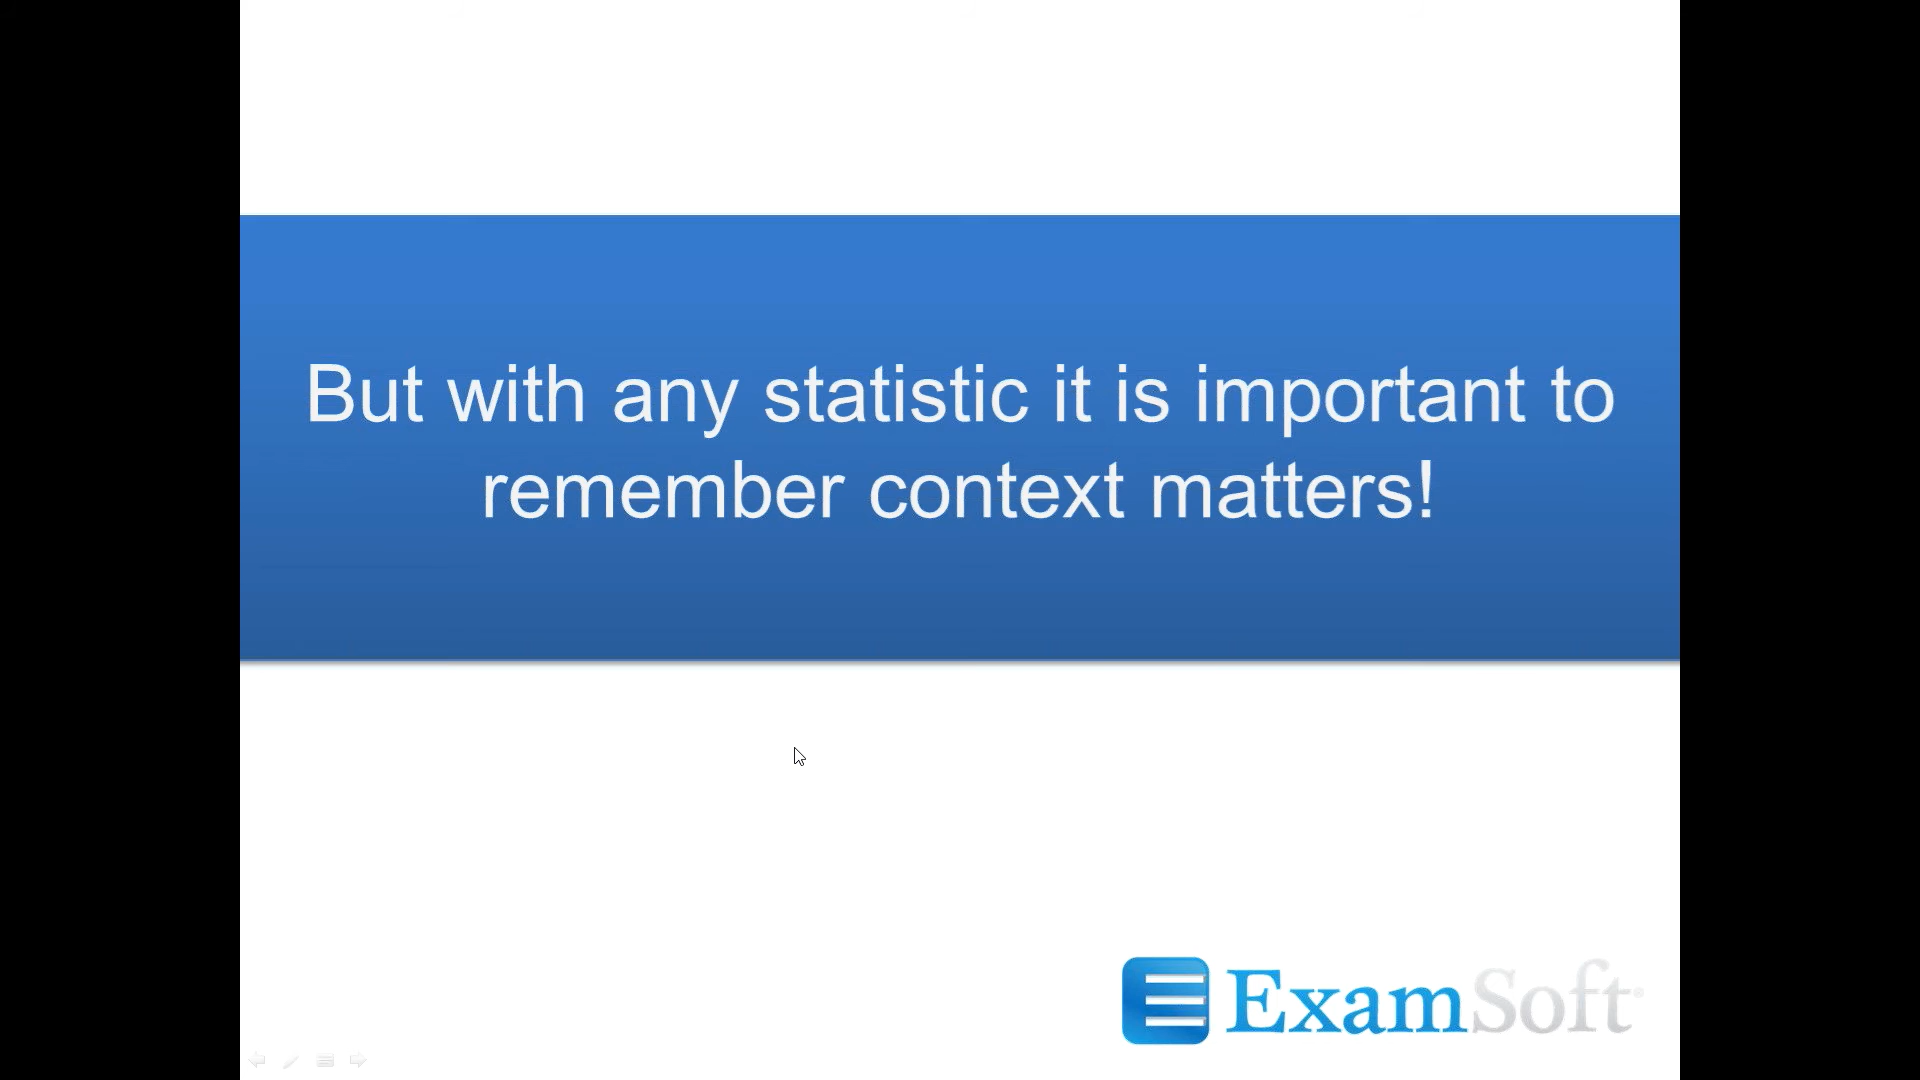 But with any statistic it is important to
remember context matters!
ExamSoft®